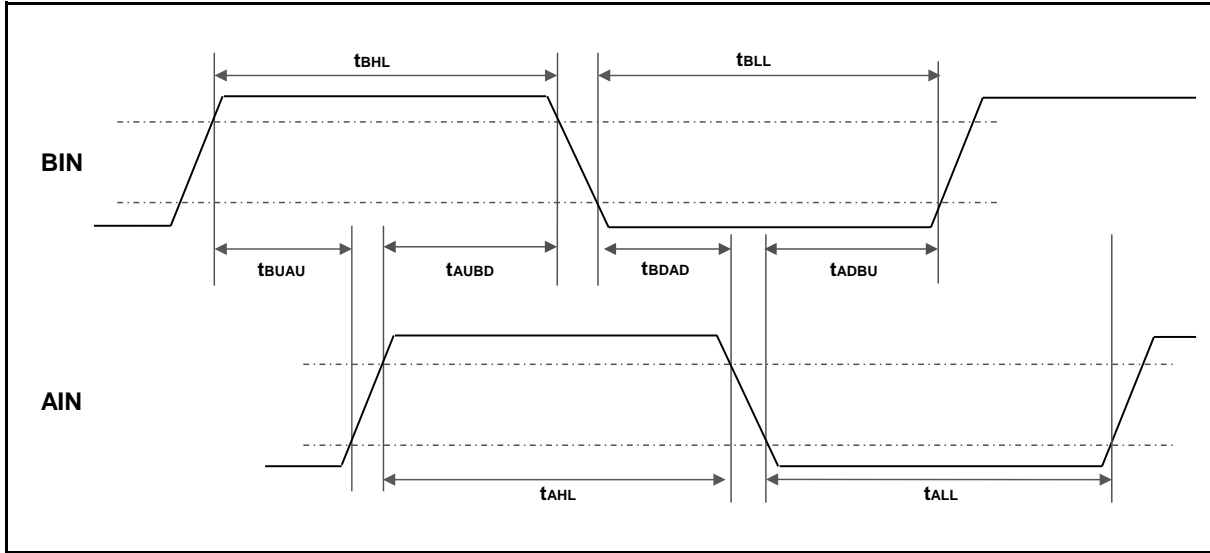 tBHL tBLL
BIN
tBUAU tAUBD tBDAD tADBU
AIN
tAHL tALL